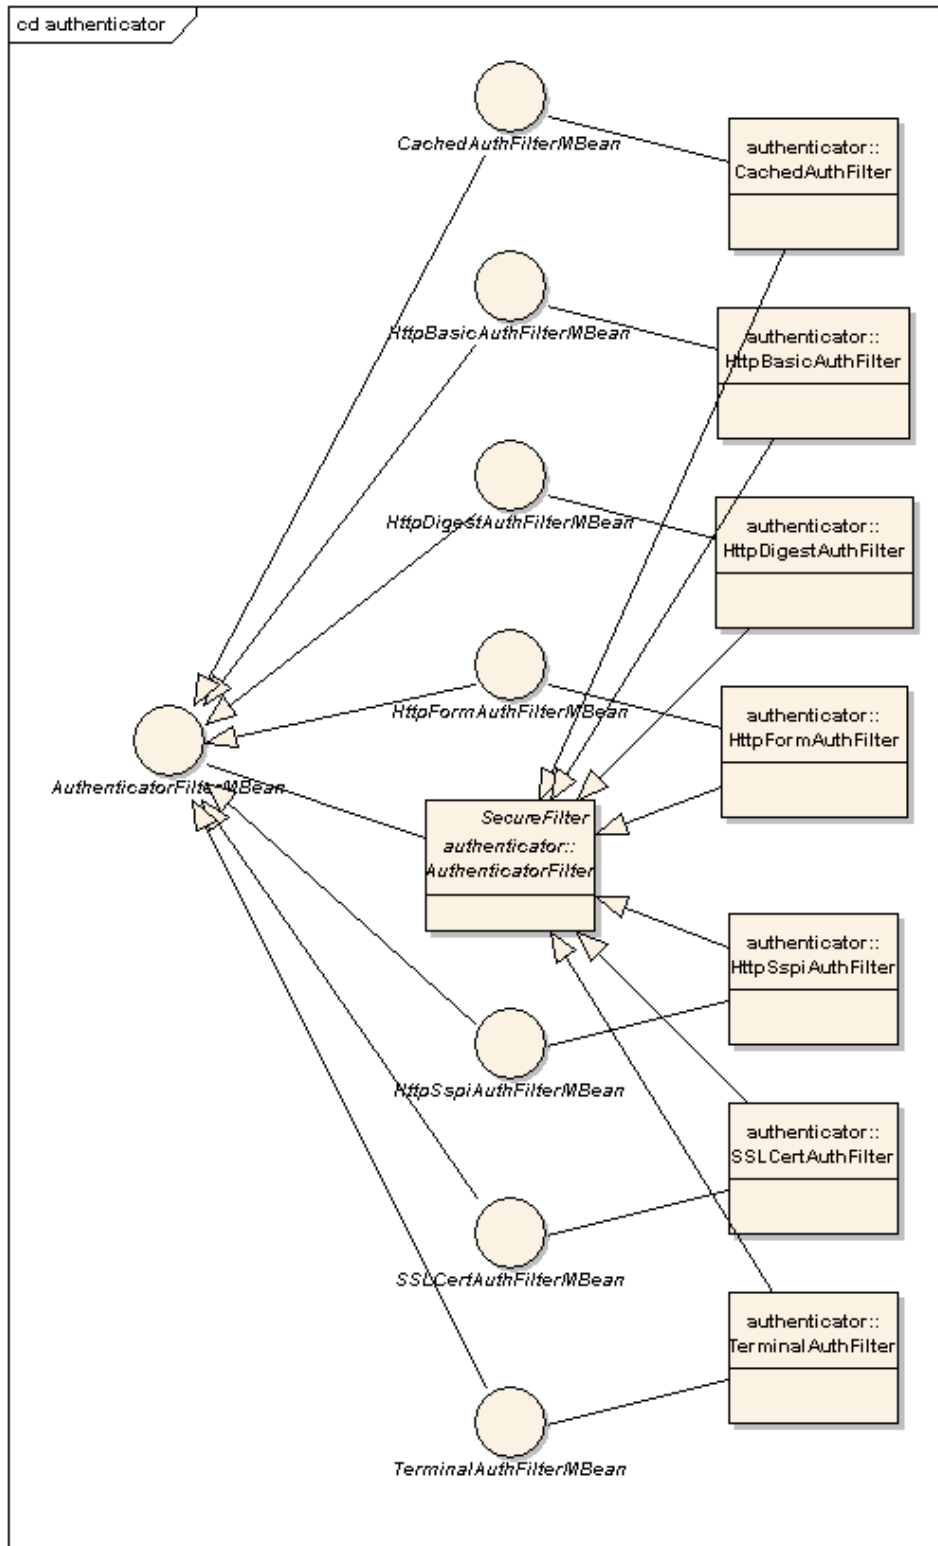 cd authenticator
CachedAuthFilterMBean
authenticator::
CachedAuthFilter
HttpBasicAuthFilterMBean
authenticator::
HttpBasicAuthFilter
HttpDigestAuthFilterMBean
authenticator::
HttpDigestAuthFilter
HttpFormAuthFilterMBean
authenticator::
HttpFormAuthFilter
AuthenticatorFilterMBean
SecureFilter
authenticator::
AuthenticatorFilter
authenticator::
HttpSspiAuthFilter
HttpSspiAuthFilterMBean
authenticator::
SSLCertAuthFilter
SSLCertAuthFilterMBean
authenticator::
TerminalAuthFilter
TerminalAuthFilterMBean